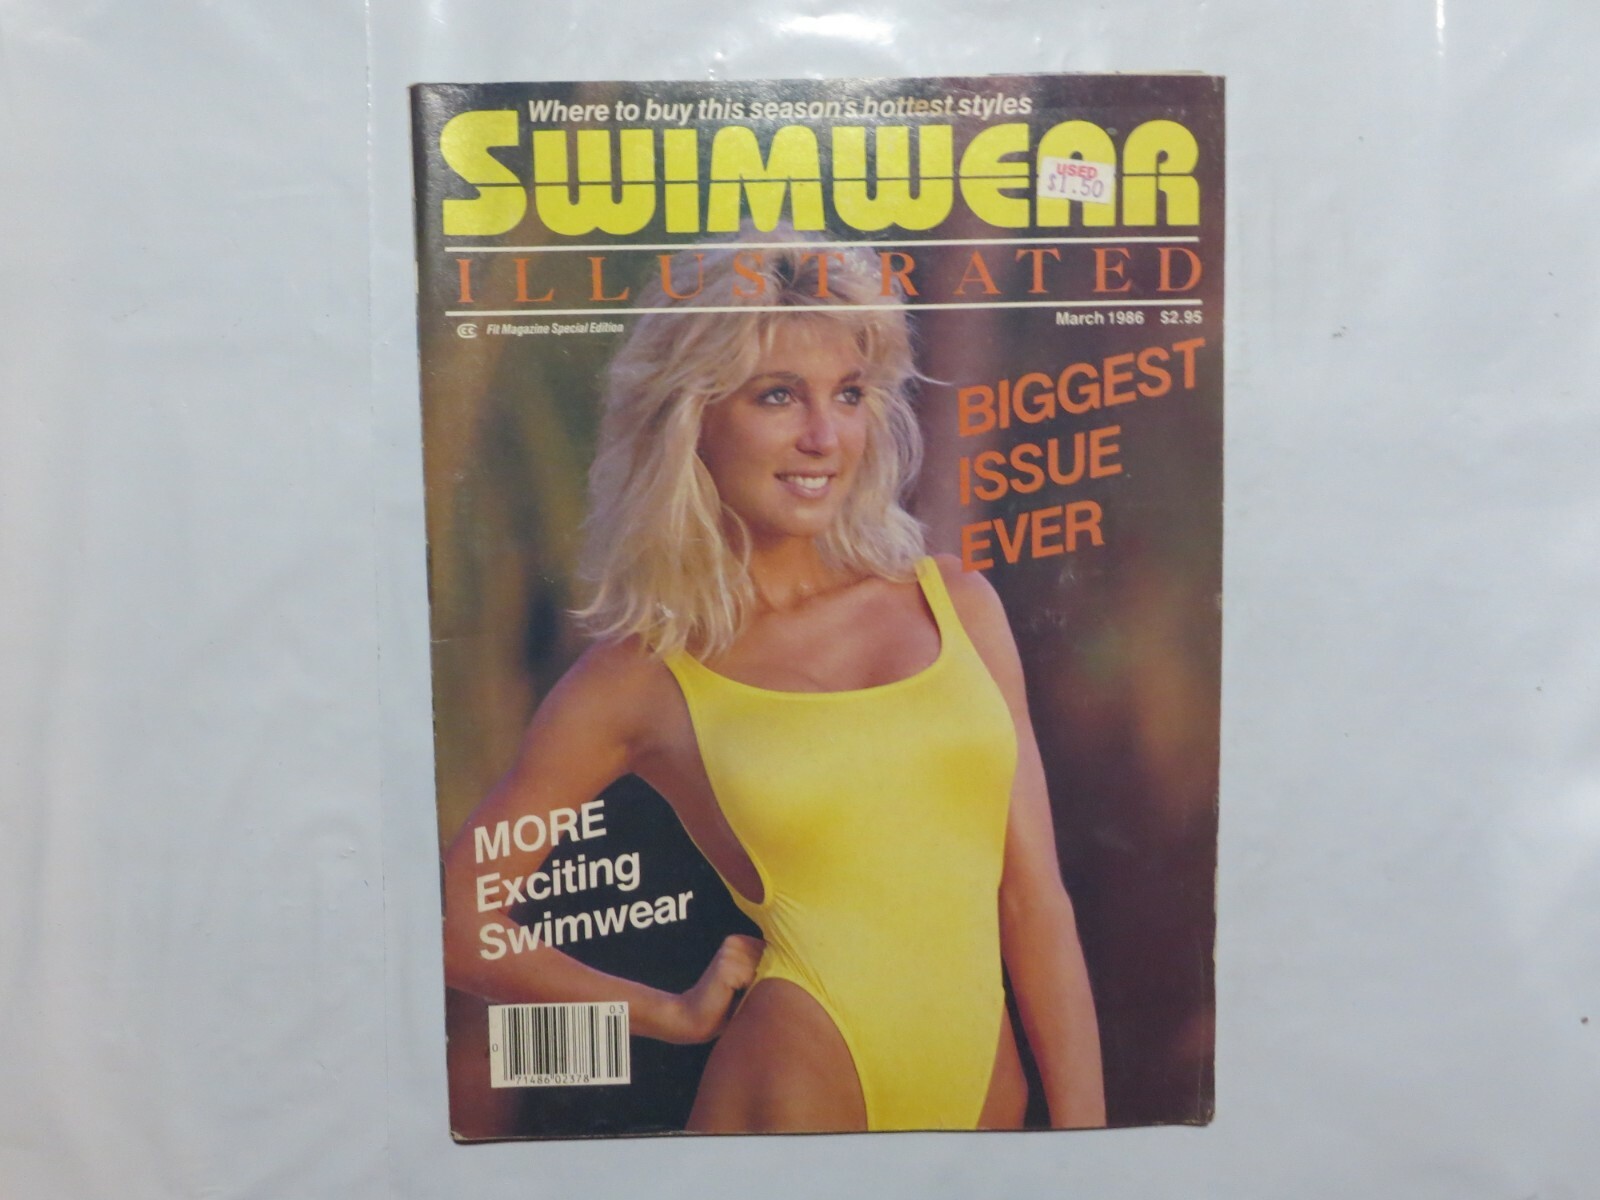 Where to buy this season's hottest styles
SWIMWEAR
USED
$1.50
ILLUSTRATED
CC Fit Magazine Special Edition
March 1986 $2.95
BIGGEST
ISSUE
EVER
MORE
Exciting
Swimwear
03
0
71486 02378